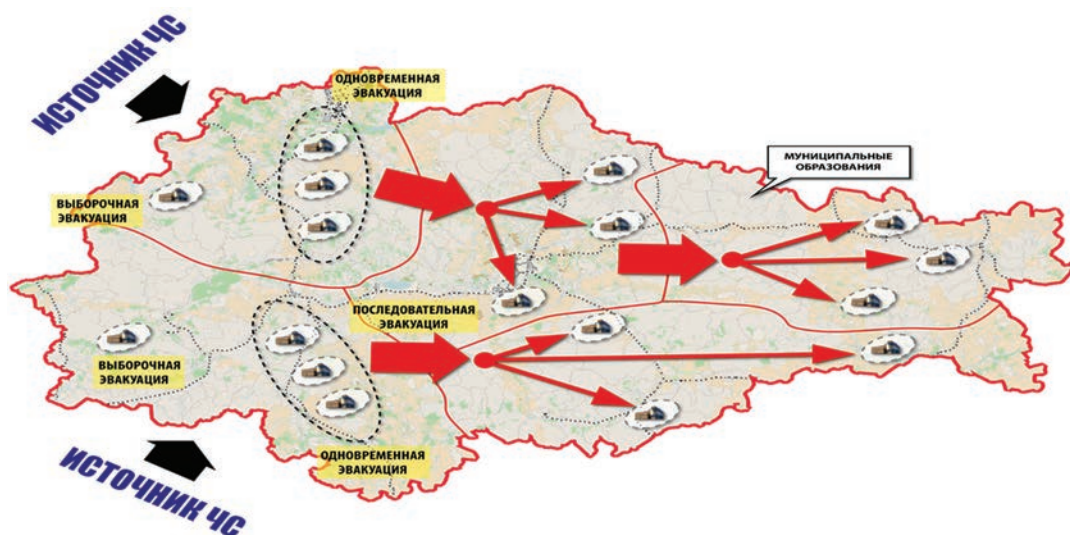 ИСТОЧНИК ЧС
ОДНОВРЕМЕННАЯ
ЭВАКУАЦИЯ
МУНИЦИПАЛЬНЫЕ
ОБРАЗОВАНИЯ
ВЫБОРОЧНАЯ
ЭВАКУАЦИЯ
ПОСЛЕДОВАТЕЛЬНАЯ
ЭВАКУАЦИЯ
ВЫБОРОЧНАЯ
ЭВАКУАЦИЯ
ОДНОВРЕМЕННАЯ
ЭВАКУАЦИЯ
ИСТОЧНИК ЧС